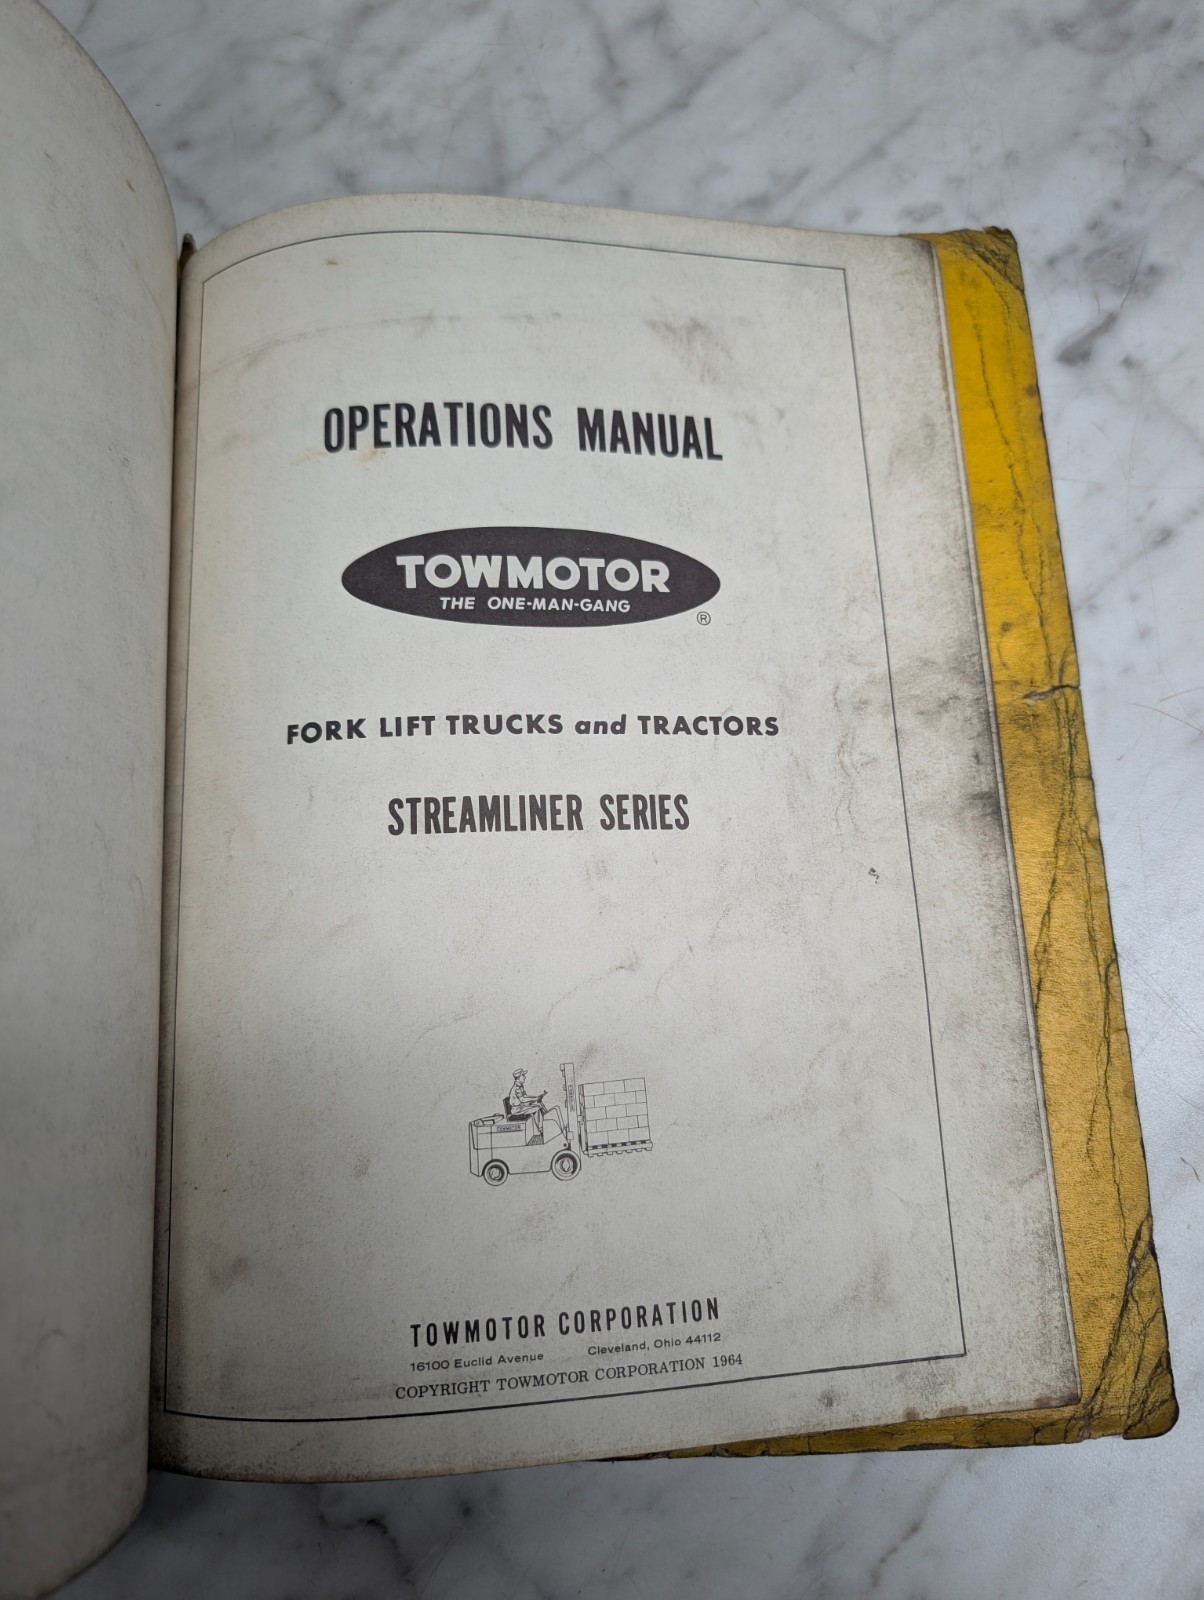 OPERATIONS MANUAL
TOWMOTOR
THE ONE-MAN-GANG
®
FORK LIFT TRUCKS and TRACTORS
STREAMLINER SERIES
TOWMOTOR
TOWMOTOR CORPORATION
16100 Euclid Avenue Cleveland, Ohio 44112
COPYRIGHT TOWMOTOR CORPORATION 1964